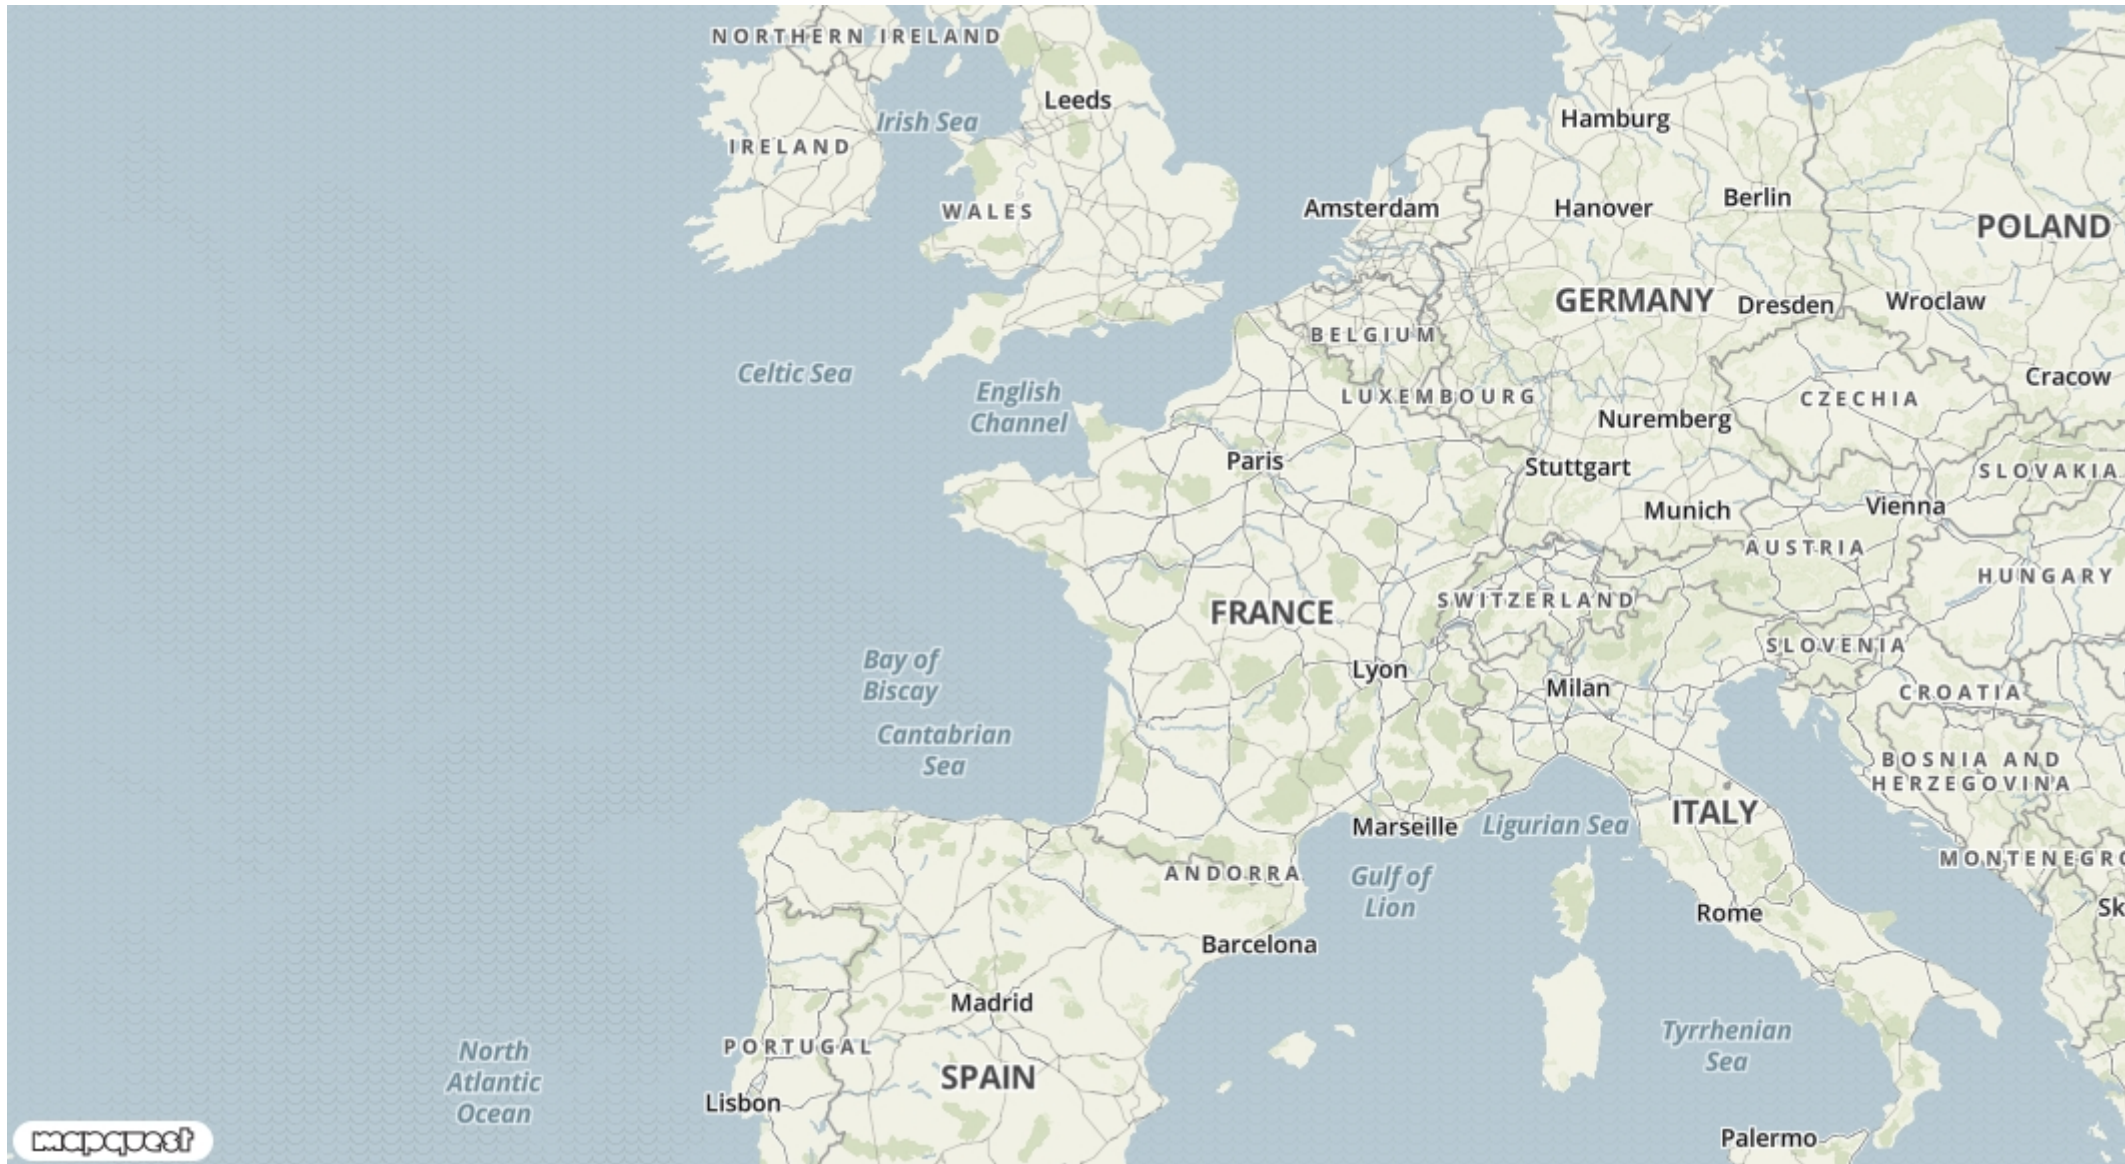 NORTHERN IRELAND
Leeds
Irish Sea
Hamburg
IRELAND
Berlin
WALES
Amsterdam
Hanover
POLAND
GERMANY
Dresden
Wroclaw
BELGIUM
Celtic Sea
Cracow
English
Channel
LUXEMBOURG
CZECHIA
Nuremberg
Paris
Stuttgart
SLOVAKIA
Munich
Vienna
AUSTRIA
HUNGARY
SWITZERLAND
FRANCE
SLOVENIA
Bay of
Biscay
Lyon
Milan
CROATIA
Cantabrian
Sea
BOSNIA AND
HERZEGOVINA
ITALY
Marseille
Ligurian Sea
MONTENEGRO
ANDORRA
Gulf of
Lion
Sk
Rome
Barcelona
Madrid
Tyrrhenian
Sea
PORTUGAL
North
Atlantic
Ocean
SPAIN
Lisbon
mapquest
Palermo